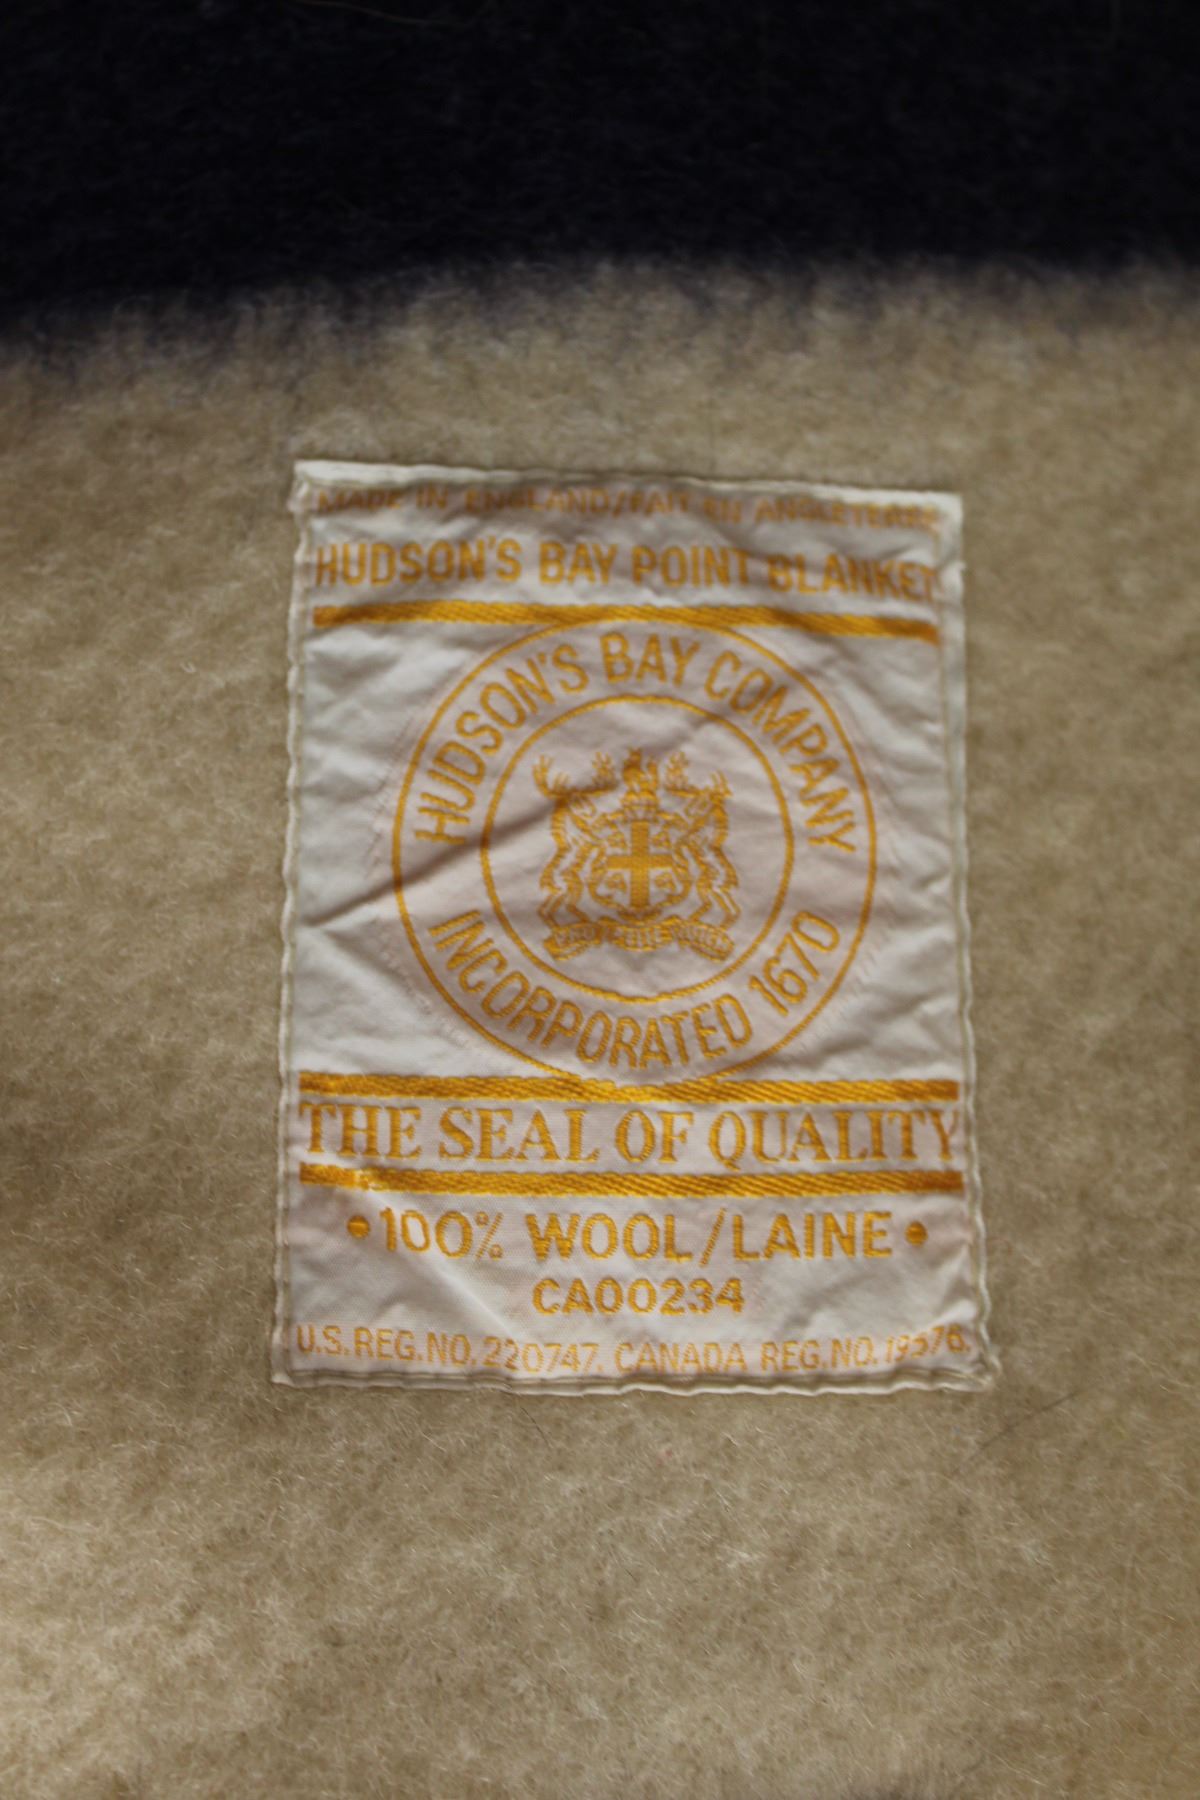 MADE IN ENGLAND/FAIT EN ANGLETERRE
HUDSON'S BAY POINT BLANKET
HUDSON'S BAY COMPANY
INCORPORATED 1670
THE SEAL OF QUALITY
•100% WOOL/LAINE•
CA00234
U.S.REG.NO.220747. CANADA REG.NO.19576.